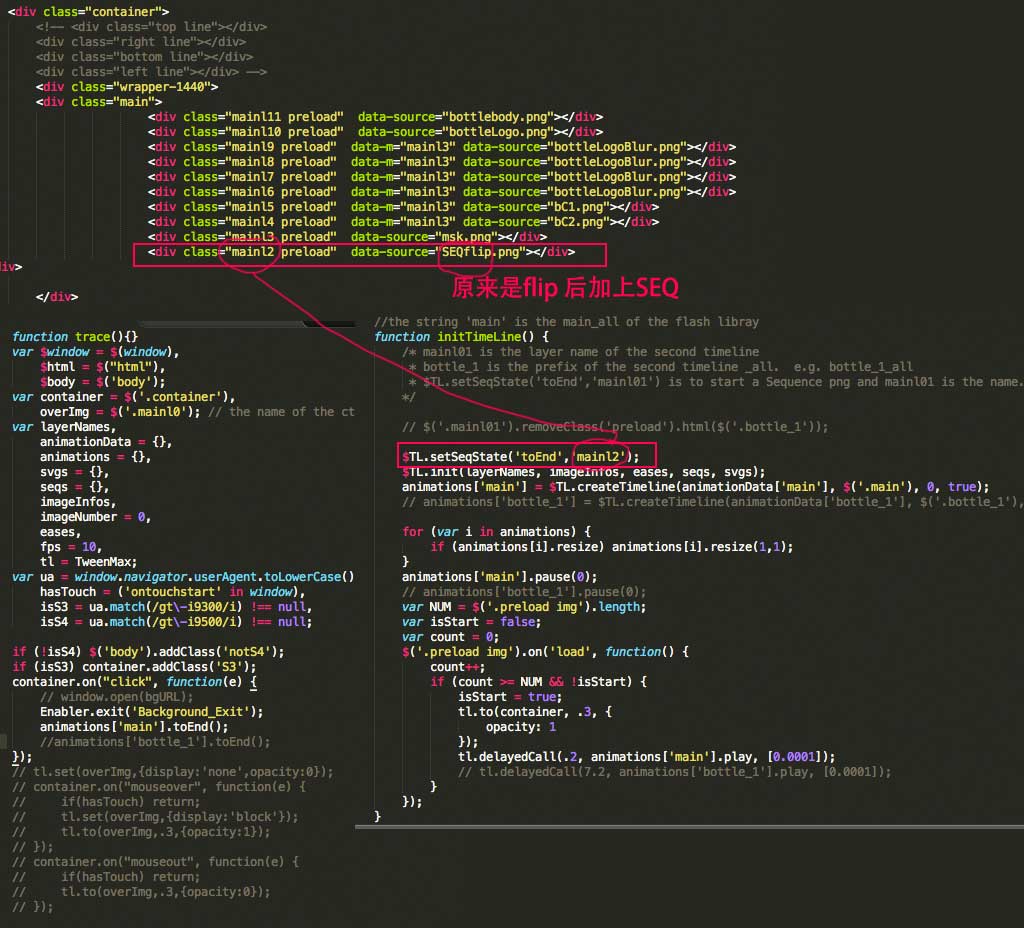 <div class="container">
<!-- <div class="top line"></div>
<div class="right line"></div>
<div class="bottom line"></div>
<div class="left line"></div> -->
<div class="wrapper-1440">
<div class="main">
<div class="mainl11 preload"  data-source="bottlebody.png"></div>
<div class="mainl10 preload"  data-source="bottleLogo.png"></div>
<div class="mainl9 preload"  data-m="mainl3" data-source="bottleLogoBlur.png"></div>
<div class="mainl8 preload"  data-m="mainl3" data-source="bottleLogoBlur.png"></div>
<div class="mainl7 preload"  data-m="mainl3" data-source="bottleLogoBlur.png"></div>
<div class="mainl6 preload"  data-m="mainl3" data-source="bottleLogoBlur.png"></div>
<div class="mainl5 preload"  data-m="mainl3" data-source="bC1.png"></div>
<div class="mainl4 preload"  data-m="mainl3" data-source="bC2.png"></div>
<div class="mainl3 preload"  data-source="msk.png"></div>
<div class="mainl2 preload"  data-source="SEQflip.png"></div>
iv>
原来是flip 后加上SEQ
</div>
function trace(){}
var $window = $(window),
$html = $("html"),
$body = $('body');
var container = $('.container'),
overImg = $('.mainl0'); // the name of the ct
var layerNames,
animationData = {},
animations = {},
svgs = {},
seqs = {},
imageInfos,
imageNumber = 0,
eases,
fps = 10,
tl = TweenMax;
var ua = window.navigator.userAgent.toLowerCase()
hasTouch = ('ontouchstart' in window),
isS3 = ua.match(/gt\-i9300/i) !== null,
isS4 = ua.match(/gt\-i9500/i) !== null;
if (!isS4) $('body').addClass('notS4');
if (isS3) container.addClass('S3');
container.on("click", function(e) {
// window.open(bgURL);
Enabler.exit('Background_Exit');
animations['main'].toEnd();
//animations['bottle_1'].toEnd();
});
// tl.set(overImg,{display:'none',opacity:0});
// container.on("mouseover", function(e) {
//     if(hasTouch) return;
//     tl.set(overImg,{display:'block'});
//     tl.to(overImg,.3,{opacity:1});
// });
// container.on("mouseout", function(e) {
//     if(hasTouch) return;
//     tl.to(overImg,.3,{opacity:0});
// });
//the string 'main' is the main_all of the flash libray
function initTimeLine() {
/* mainl01 is the layer name of the second timeline
* bottle_1 is the prefix of the second timeline _all.  e.g. bottle_1_all
* $TL.setSeqState('toEnd','mainl01') is to start a Sequence png and mainl01 is the name.
*/
// $('.mainl01').removeClass('preload').html($('.bottle_1'));
$TL.setSeqState('toEnd','mainl2');
$TL.init(layerNames, imageInfos, eases, seqs, svgs);
animations['main'] = $TL.createTimeline(animationData['main'], $('.main'), 0, true);
// animations['bottle_1'] = $TL.createTimeline(animationData['bottle_1'], $('.bottle_1'),
for (var i in animations) {
if (animations[i].resize) animations[i].resize(1,1);
}
animations['main'].pause(0);
// animations['bottle_1'].pause(0);
var NUM = $('.preload img').length;
var isStart = false;
var count = 0;
$('.preload img').on('load', function() {
count++;
if (count >= NUM && !isStart) {
isStart = true;
tl.to(container, .3, {
opacity: 1
});
tl.delayedCall(.2, animations['main'].play, [0.0001]);
// tl.delayedCall(7.2, animations['bottle_1'].play, [0.0001]);
}
});
}